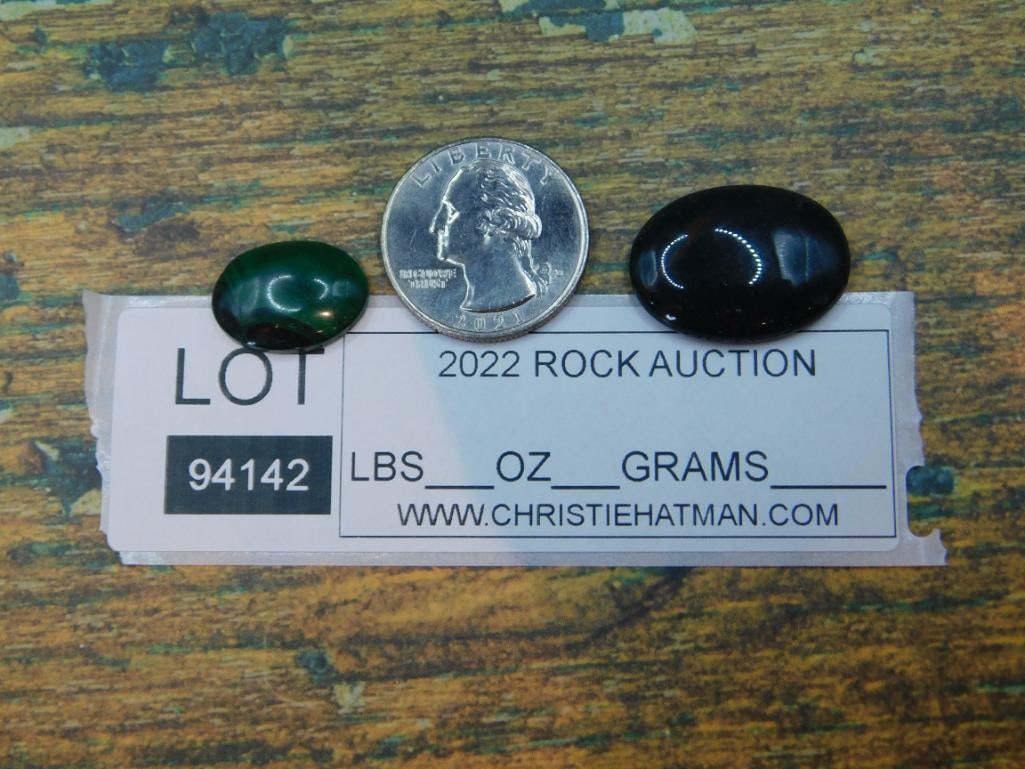 LIBERTY
IN GOD WE
TRUST
2021
LOT
94142
2022 ROCK AUCTION
LBS___OZ___GRAMS_____
WWW.CHRISTIEHATMAN.COM